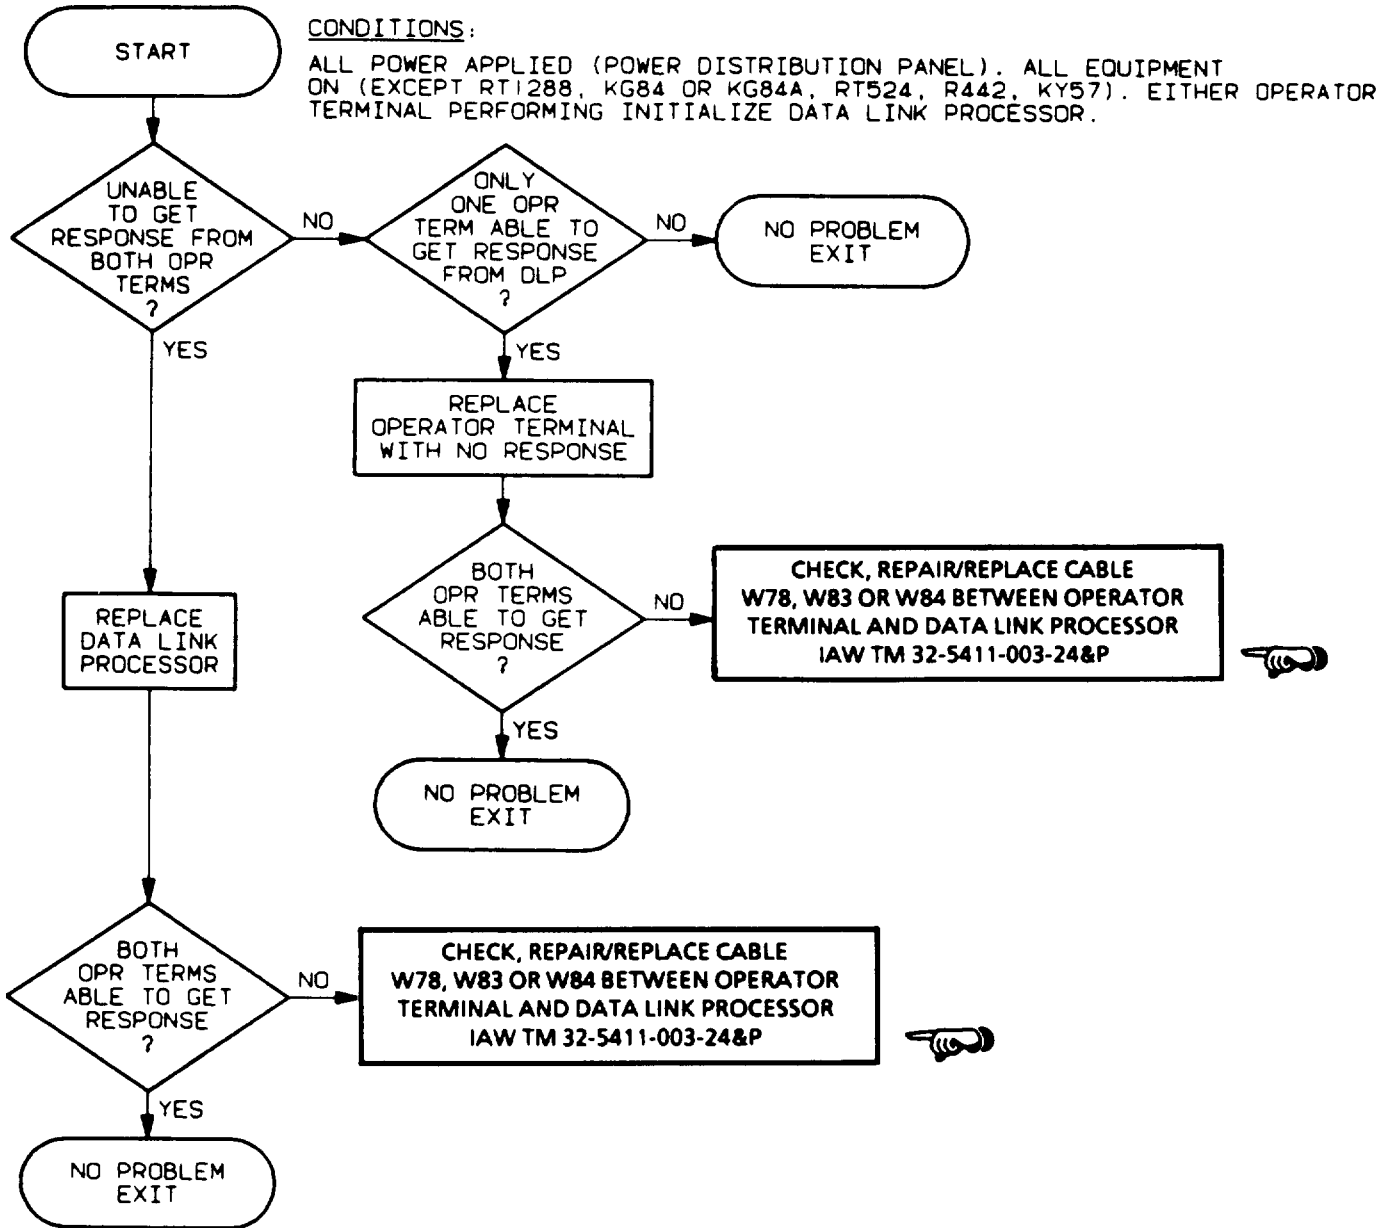 START
CONDITIONS:
ALL POWER APPLIED (POWER DISTRIBUTION PANEL). ALL EQUIPMENT
ON (EXCEPT RT1288, KG84 OR KG84A, RT524, R442, KY57). EITHER OPERATOR
TERMINAL PERFORMING INITIALIZE DATA LINK PROCESSOR.
UNABLE
TO GET
RESPONSE FROM
BOTH OPR
TERMS
?
NO
ONLY
ONE OPR
TERM ABLE TO
GET RESPONSE
FROM DLP
?
NO
NO PROBLEM
EXIT
YES
YES
REPLACE
OPERATOR TERMINAL
WITH NO RESPONSE
BOTH
OPR TERMS
ABLE TO GET
RESPONSE
?
NO
CHECK, REPAIR/REPLACE CABLE
W78, W83 OR W84 BETWEEN OPERATOR
TERMINAL AND DATA LINK PROCESSOR
IAW TM 32-5411-003-24&P
REPLACE
DATA LINK
PROCESSOR
YES
NO PROBLEM
EXIT
BOTH
OPR TERMS
ABLE TO GET
RESPONSE
?
NO
CHECK, REPAIR/REPLACE CABLE
W78, W83 OR W84 BETWEEN OPERATOR
TERMINAL AND DATA LINK PROCESSOR
IAW TM 32-5411-003-24&P
YES
NO PROBLEM
EXIT